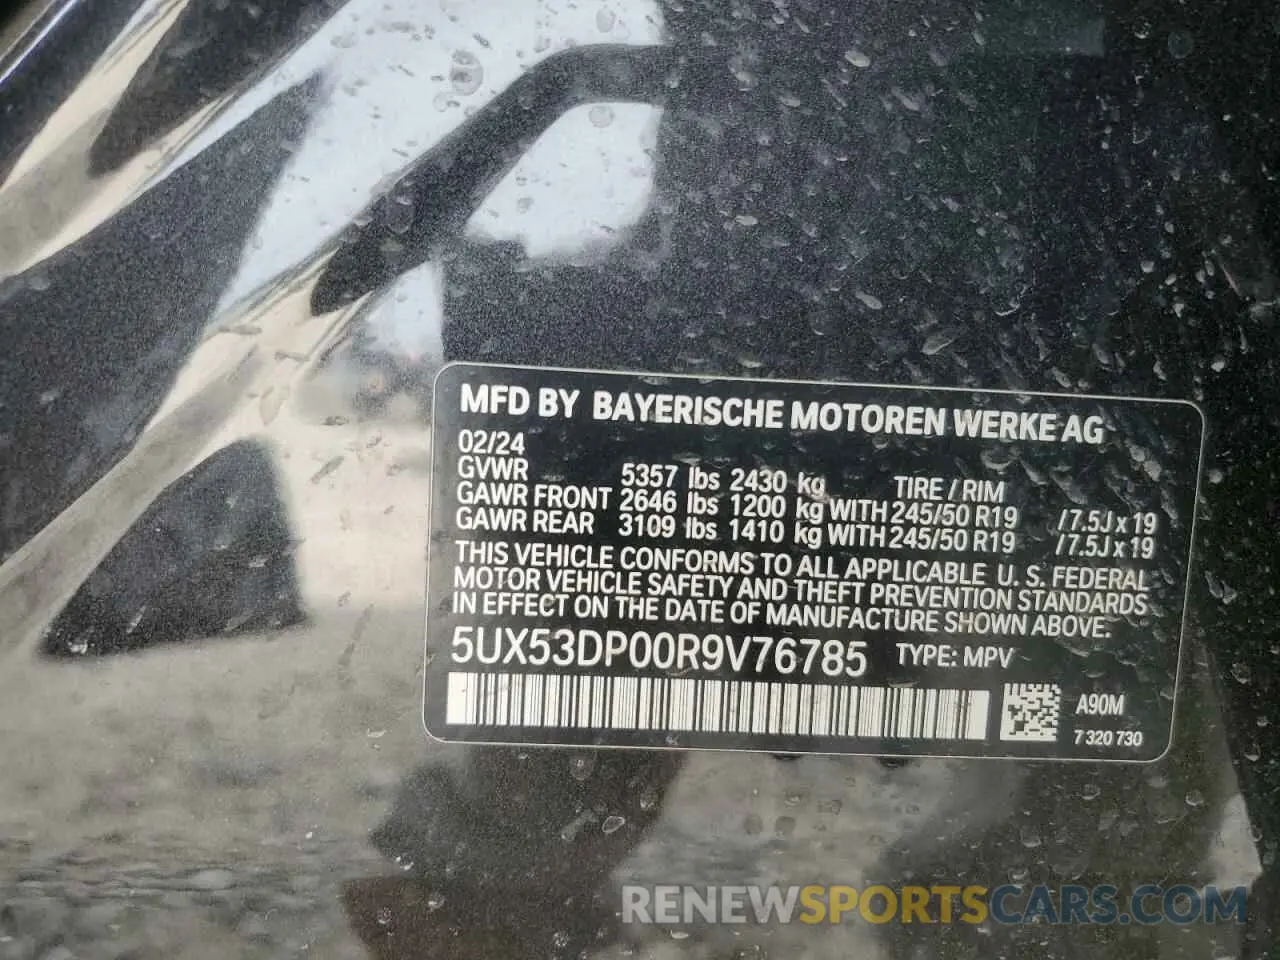 MFD BY BAYERISCHE MOTOREN WERKE AG
02/24
GVWR 5357 lbs 2430 kg TIRE / RIM
GAWR FRONT 2646 lbs 1200 kg WITH 245/50 R19 /7.5J x 19
GAWR REAR 3109 lbs 1410 kg WITH 245/50 R19 /7.5J x 19
THIS VEHICLE CONFORMS TO ALL APPLICABLE U. S. FEDERAL
MOTOR VEHICLE SAFETY AND THEFT PREVENTION STANDARDS
IN EFFECT ON THE DATE OF MANUFACTURE SHOWN ABOVE.
5UX53DP00R9V76785 TYPE: MPV
A90M
7 320 730
RENEWSPORTSCARS.COM